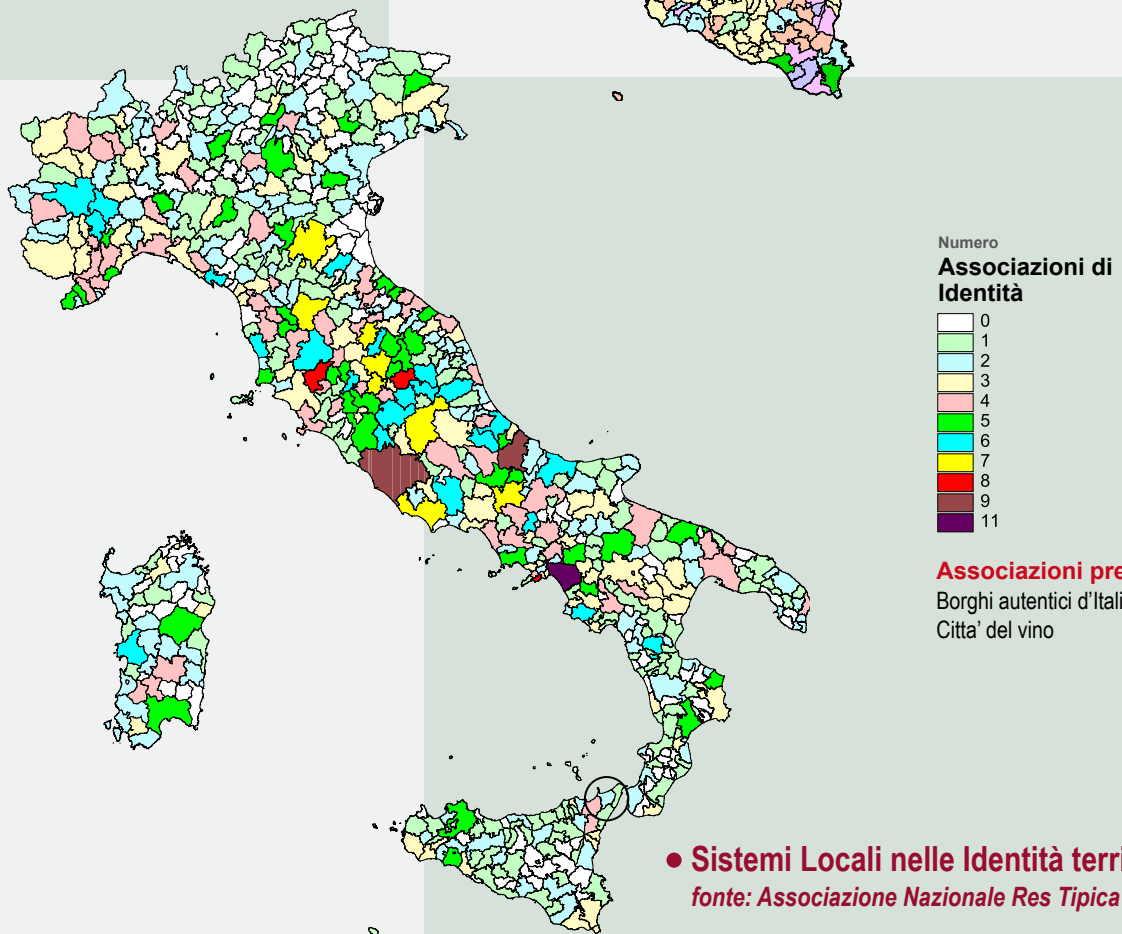 Numero
Associazioni di
Identità
0
1
2
3
4
5
6
7
8
9
11
Associazioni pre
Borghi autentici d'Itali
Citta' del vino
• Sistemi Locali nelle Identità terri
fonte: Associazione Nazionale Res Tipica